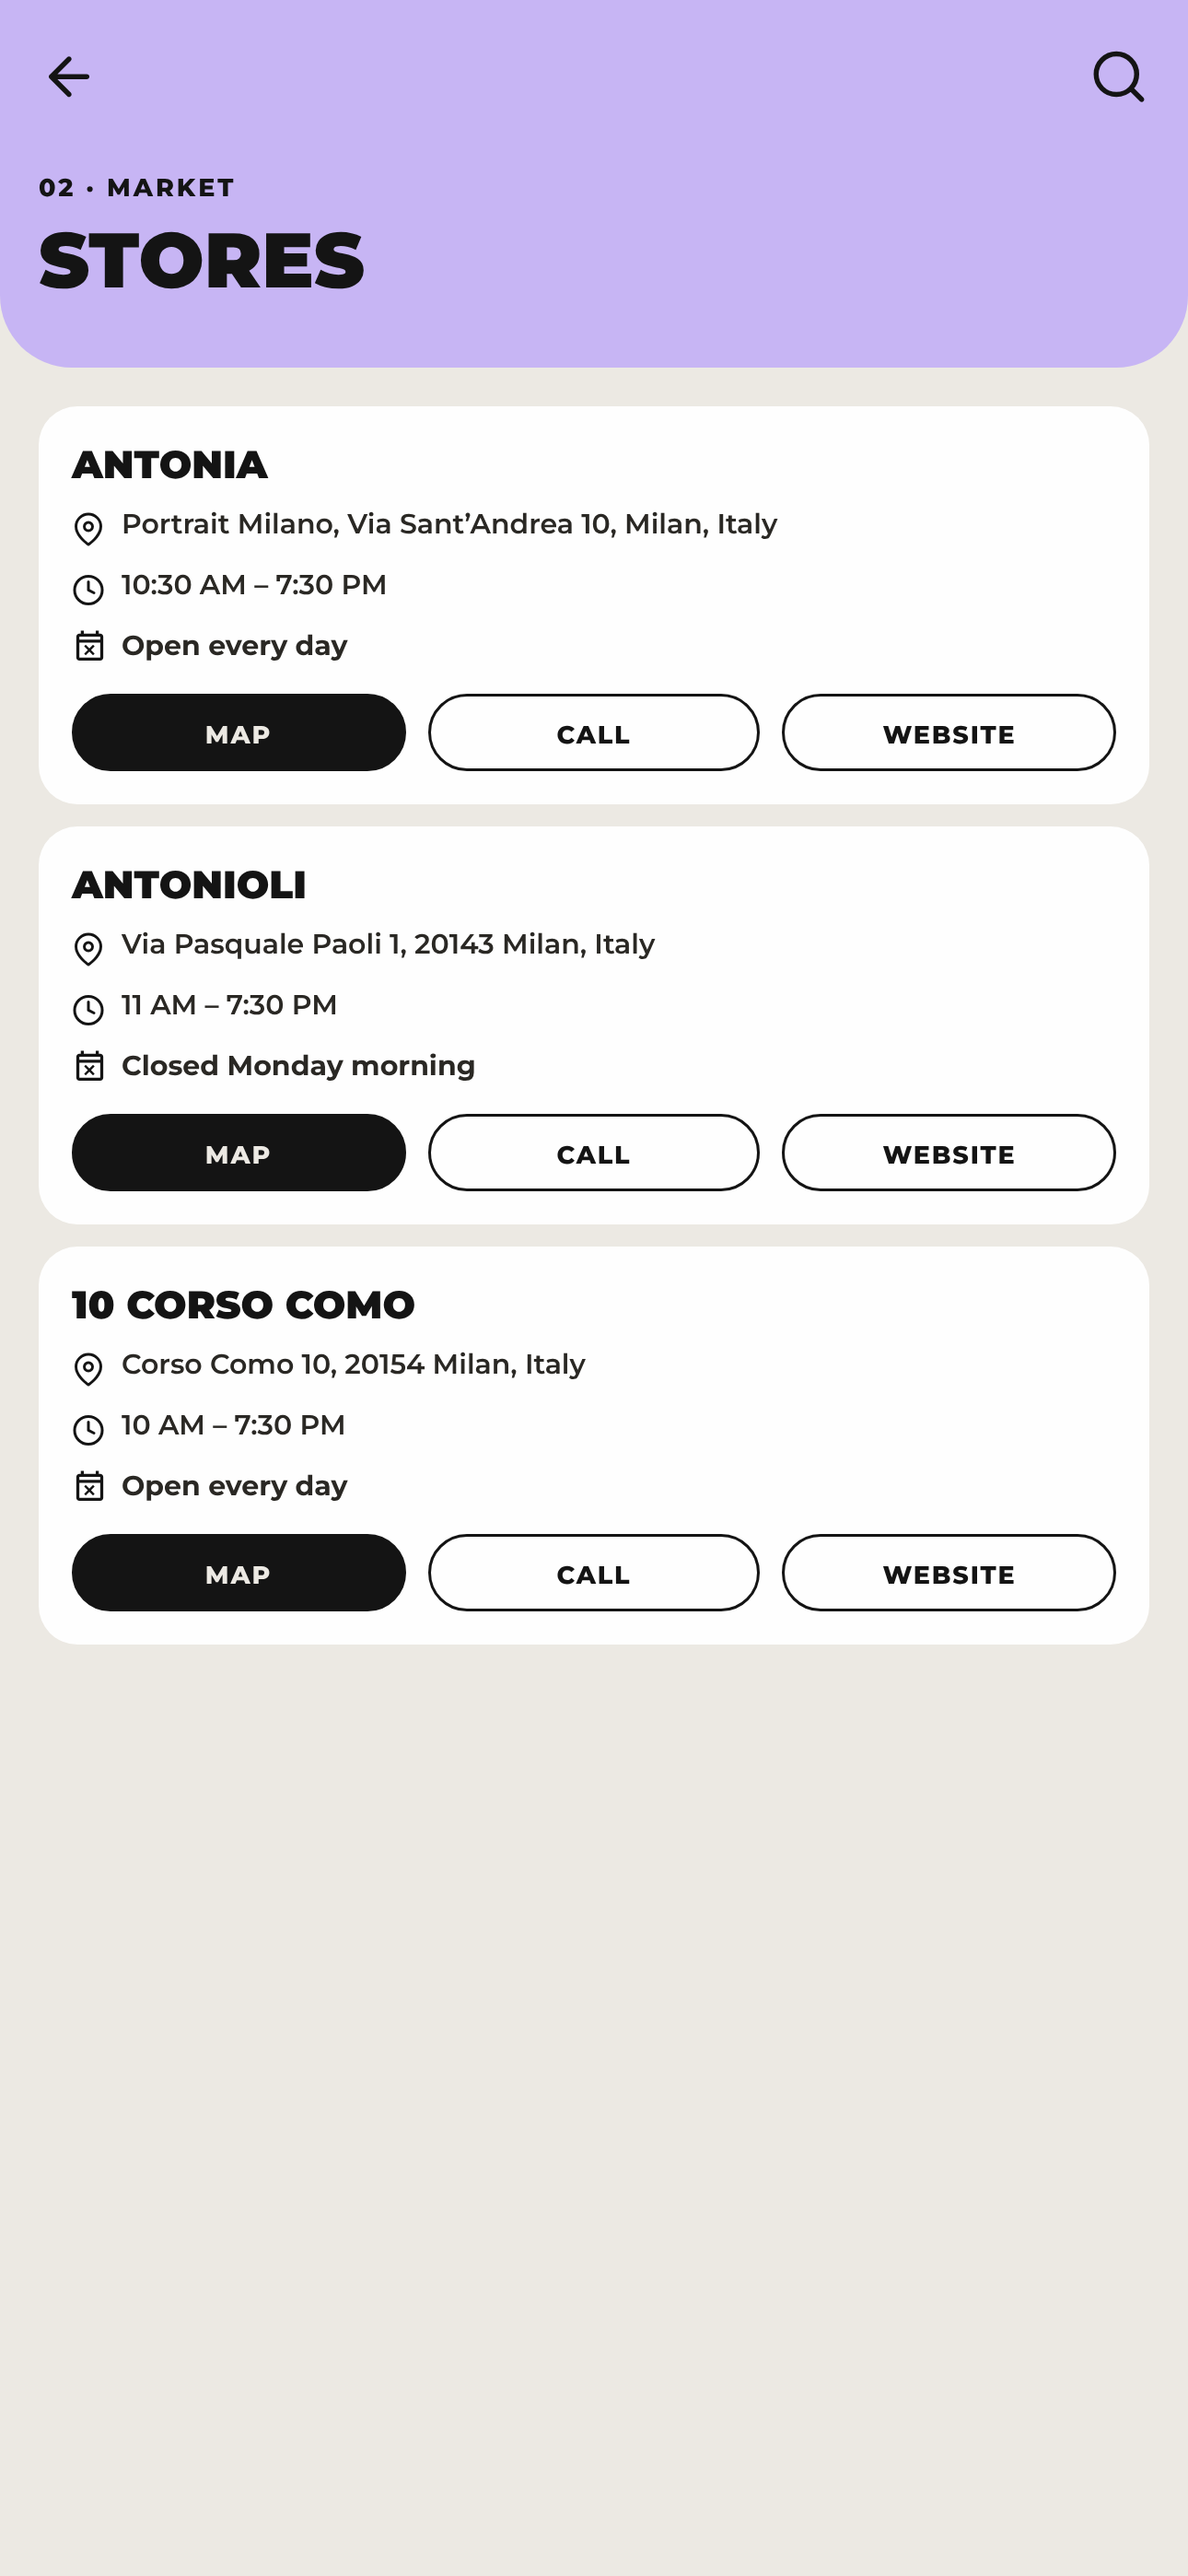 02 · MARKET
STORES
ANTONIA
Portrait Milano, Via Sant’Andrea 10, Milan, Italy
10:30 AM – 7:30 PM
Open every day
MAP CALL WEBSITE
ANTONIOLI
Via Pasquale Paoli 1, 20143 Milan, Italy
11 AM – 7:30 PM
Closed Monday morning
MAP CALL WEBSITE
10 CORSO COMO
Corso Como 10, 20154 Milan, Italy
10 AM – 7:30 PM
Open every day
MAP CALL WEBSITE